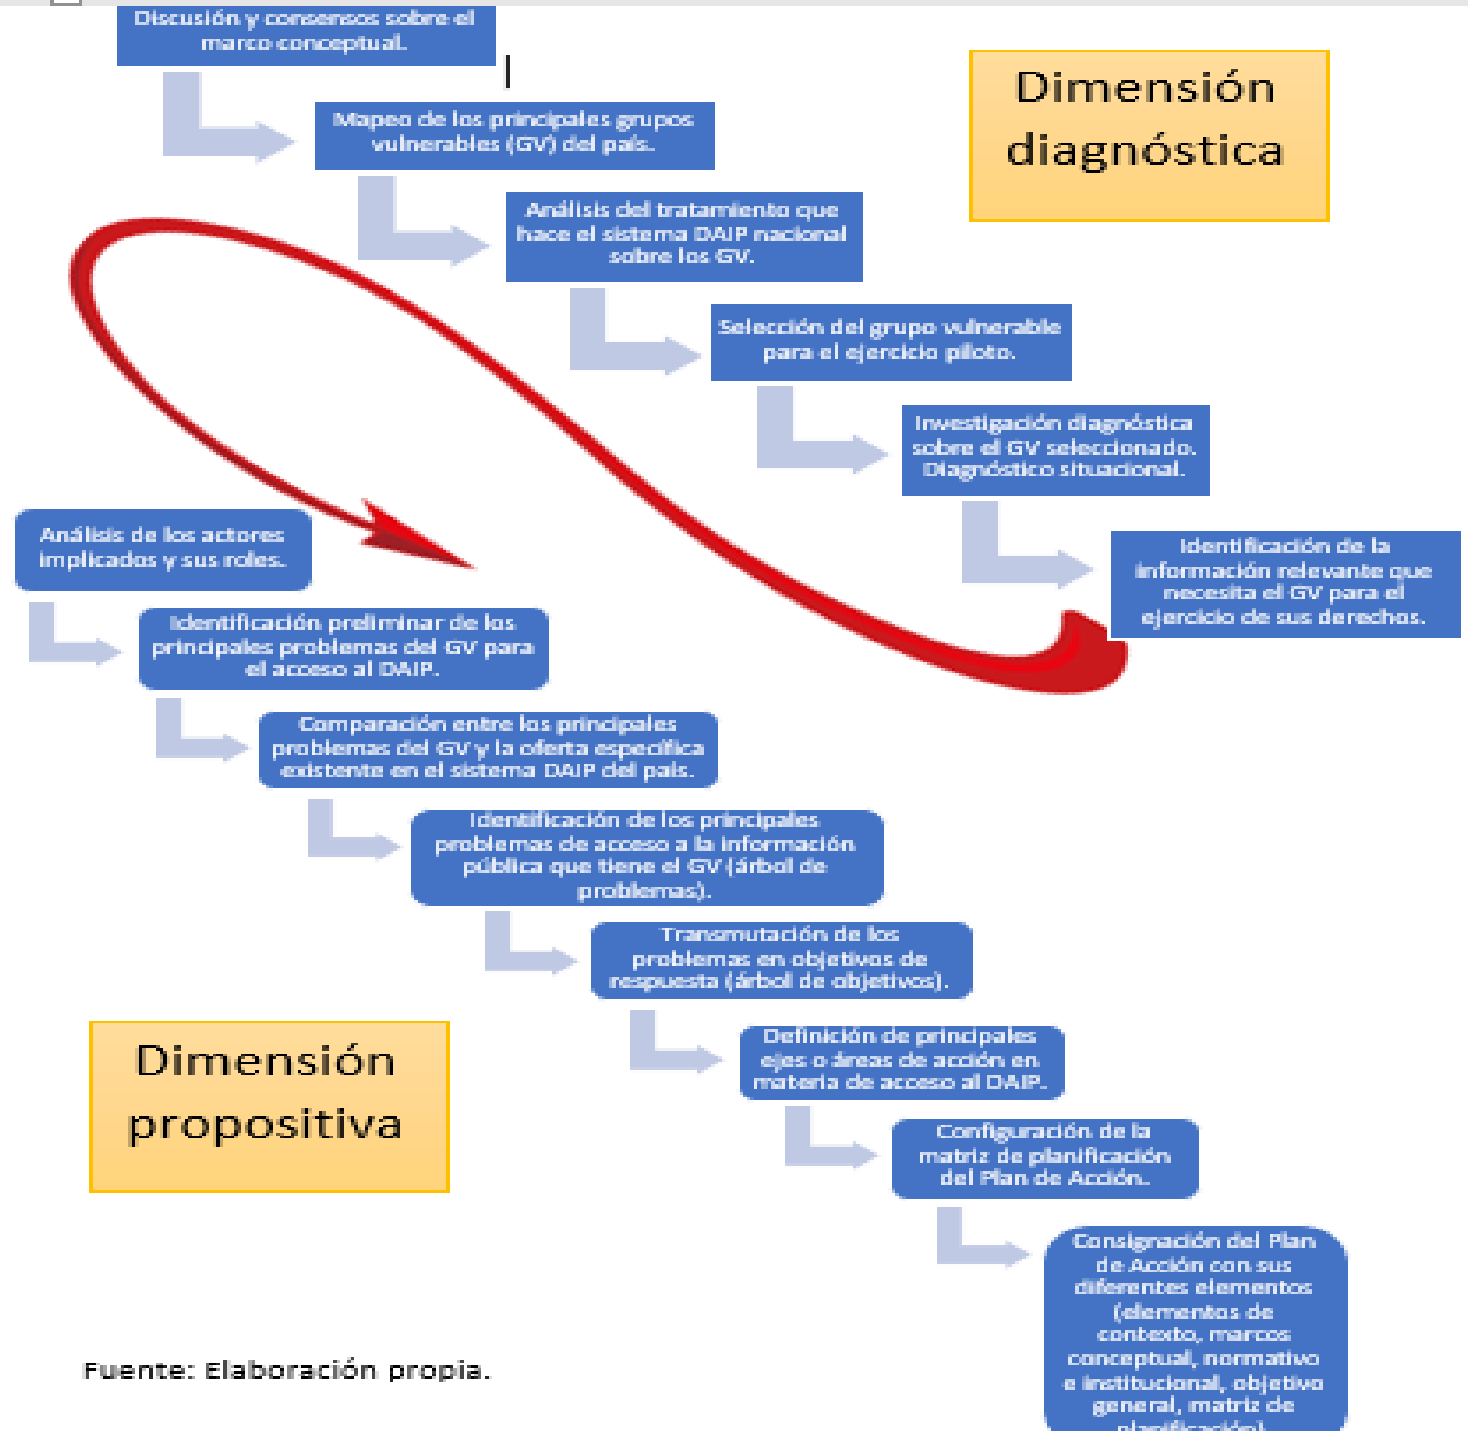 Discusión y consensos sobre el
marco conceptual.
Dimensión
diagnóstica
Mapeo de los principales grupos
vulnerables (GV) del país.
Análisis del tratamiento que
hace el sistema DAIP nacional
sobre los GV.
Selección del grupo vulnerable
para el ejercicio piloto.
Investigación diagnóstica
sobre el GV seleccionado.
Diagnóstico situacional.
Identificación de la
información relevante que
necesita el GV para el
ejercicio de sus derechos.
Análisis de los actores
implicados y sus roles.
Identificación preliminar de los
principales problemas del GV para
el acceso al DAIP.
Comparación entre los principales
problemas del GV y la oferta específica
existente en el sistema DAIP del país.
Identificación de los principales
problemas de acceso a la información
pública que tiene el GV (árbol de
problemas).
Transmutación de los
problemas en objetivos de
respuesta (árbol de objetivos).
Dimensión
propositiva
Definición de principales
ejes o áreas de acción en
materia de acceso al DAIP.
Configuración de la
matriz de planificación
del Plan de Acción.
Consignación del Plan
de Acción con sus
diferentes elementos
(elementos de
contexto, marcos
conceptual, normativo
e institucional, objetivo
general, matriz de
planificación).
Fuente: Elaboración propia.